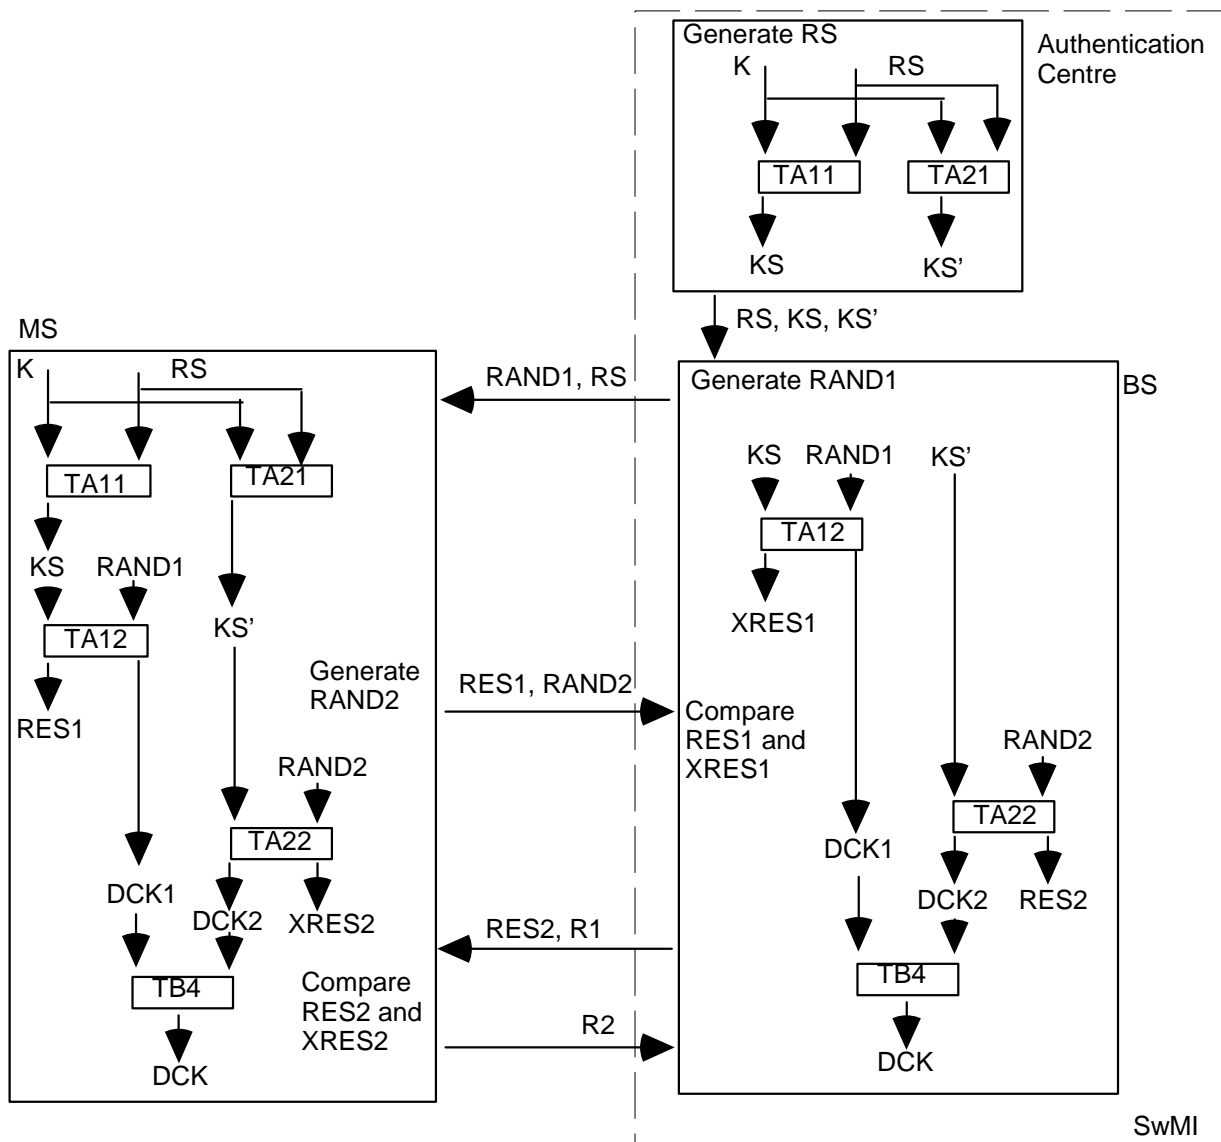 Generate RS
Authentication
Centre
K
RS
TA11
TA21
KS
KS’
RS, KS, KS’
MS
K
RS
TA11
TA21
KS
RAND1
KS’
TA12
RES1
Generate
RAND2
RAND2
TA22
DCK1
DCK2
XRES2
TB4
Compare
RES2 and
XRES2
DCK
RAND1, RS
RES1, RAND2
RES2, R1
R2
Generate RAND1
BS
KS
RAND1
KS’
TA12
XRES1
Compare
RES1 and
XRES1
RAND2
TA22
DCK1
DCK2
RES2
TB4
DCK
SwMI